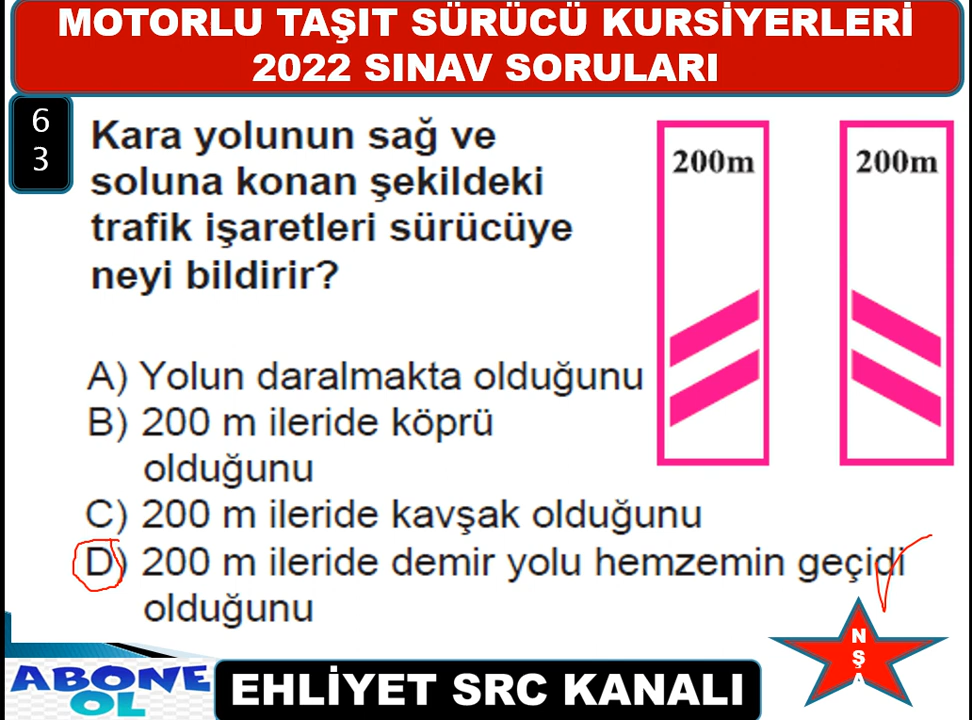 MOTORLU TAŞIT SÜRÜCÜ KURSİYERLERİ
2022 SINAV SORULARI
6
3
Kara yolunun sağ ve
soluna konan şekildeki
trafik işaretleri sürücüye
neyi bildirir?
200m
200m
A) Yolun daralmakta olduğunu
B) 200 m ileride köprü
olduğunu
C) 200 m ileride kavşak olduğunu
D) 200 m ileride demir yolu hemzemin geçidi
olduğunu
N
Ş
A
ABONE
OL
EHLİYET SRC KANALI